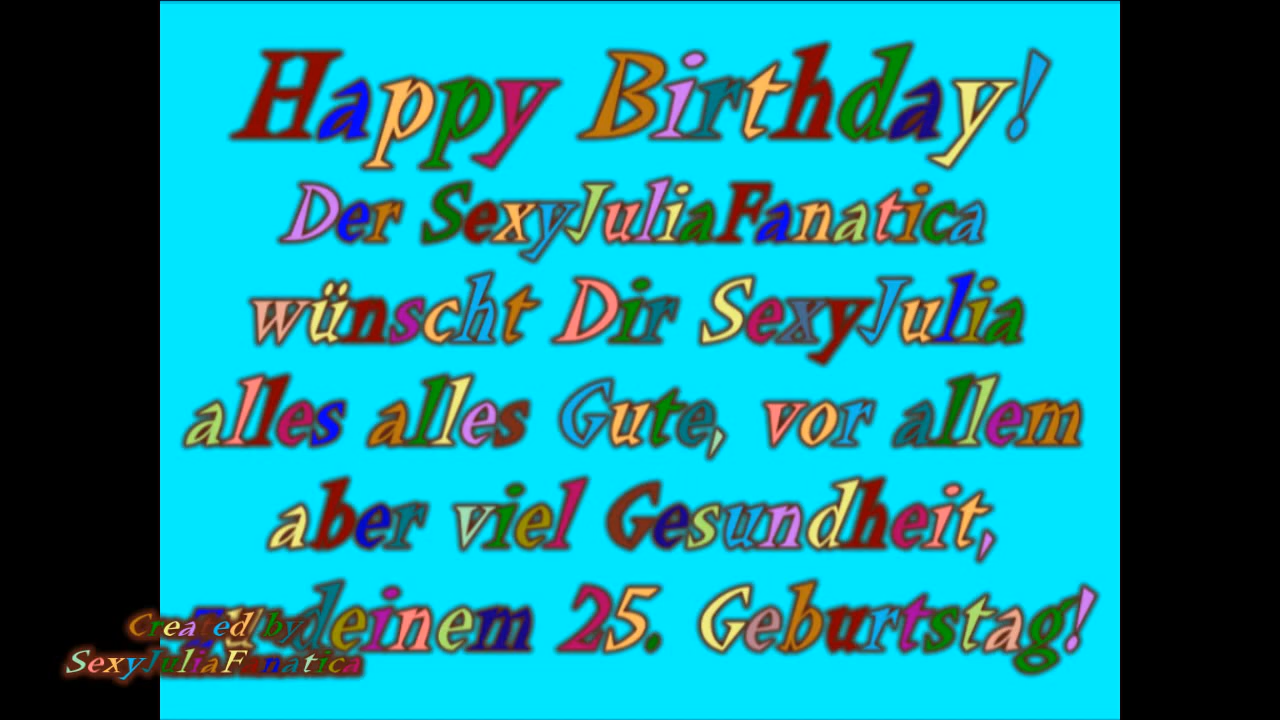 Happy Birthday!
Der SexyJuliaFanatica
wünscht Dir SexyJulia
alles alles Gute, vor allem
aber viel Gesundheit,
zu deinem 25. Geburtstag!
Created by
SexyJuliaFanatica